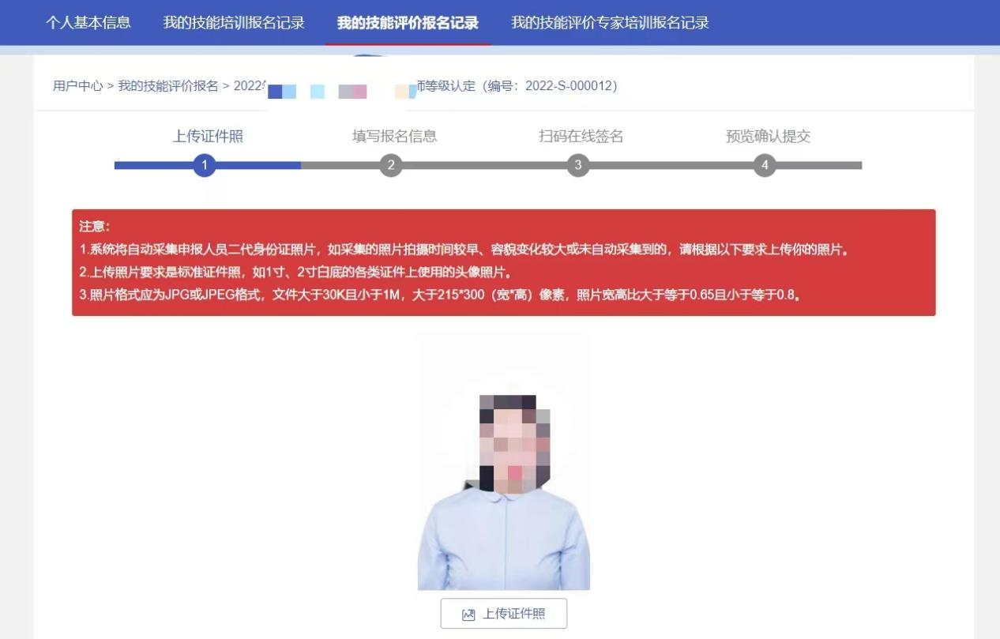 个人基本信息 我的技能培训报名记录 我的技能评价报名记录 我的技能评价专家培训报名记录
用户中心 > 我的技能评价报名 > 2022 师等级认定（编号：2022-S-000012）
上传证件照 填写报名信息 扫码在线签名 预览确认提交
1 2 3 4
注意：
1.系统将自动采集申报人员二代身份证照片，如采集的照片拍摄时间较早、容貌变化较大或未自动采集到的，请根据以下要求上传你的照片。
2.上传照片要求是标准证件照，如1寸、2寸白底的各类证件上使用的头像照片。
3.照片格式应为JPG或JPEG格式，文件大于30K且小于1M，大于215*300（宽*高）像素，照片宽高比大于等于0.65且小于等于0.8。
上传证件照